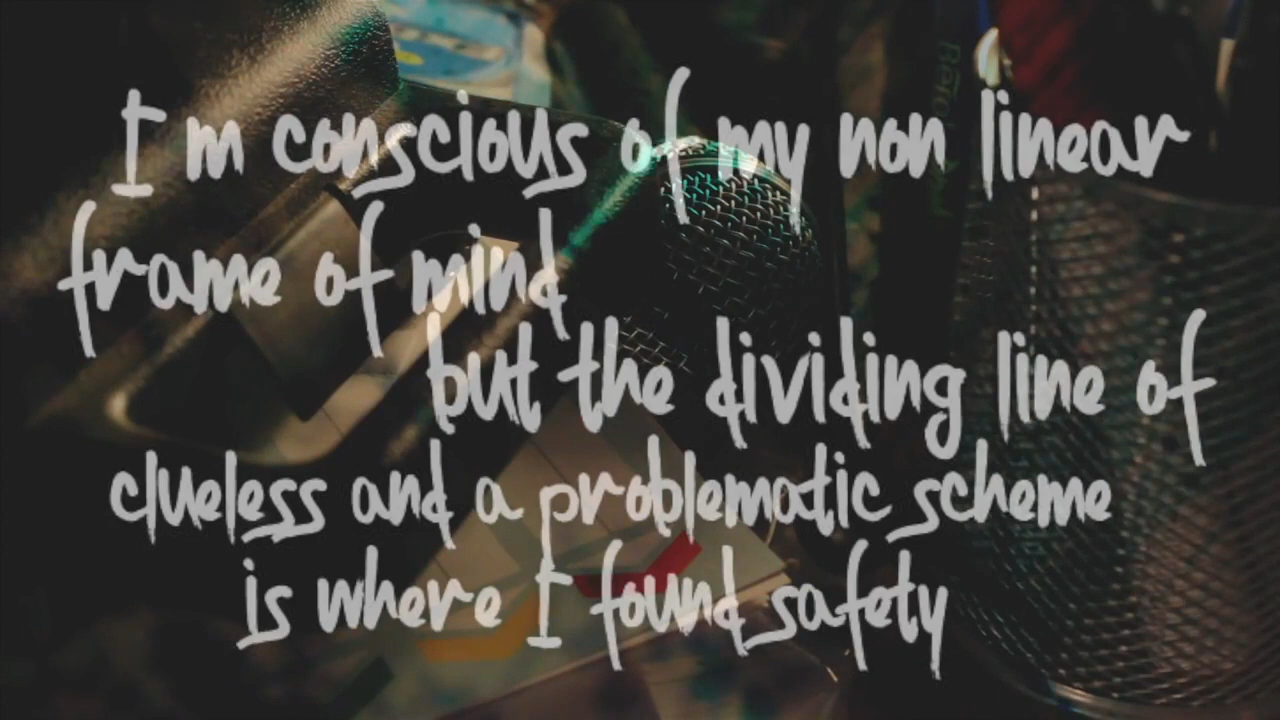 I m conscious of my non linear
frame of mind
but the dividing line of
clueless and a problematic scheme
is where I found safety